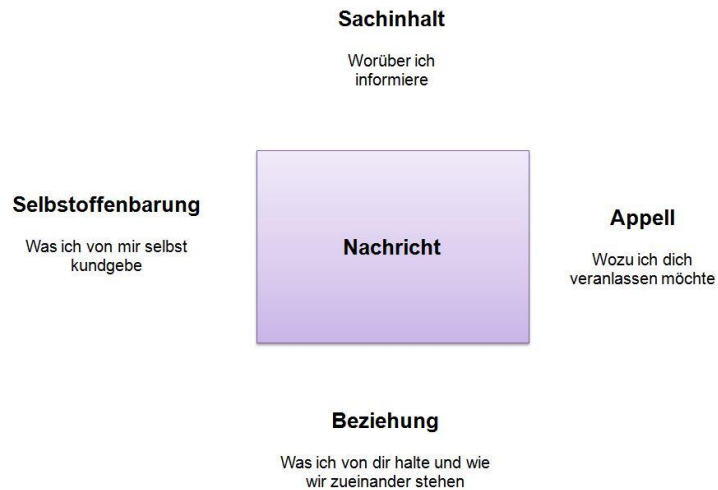 Sachinhalt
Worüber ich
informiere
Selbstoffenbarung
Was ich von mir selbst
kundgebe
Nachricht
Appell
Wozu ich dich
veranlassen möchte
Beziehung
Was ich von dir halte und wie
wir zueinander stehen